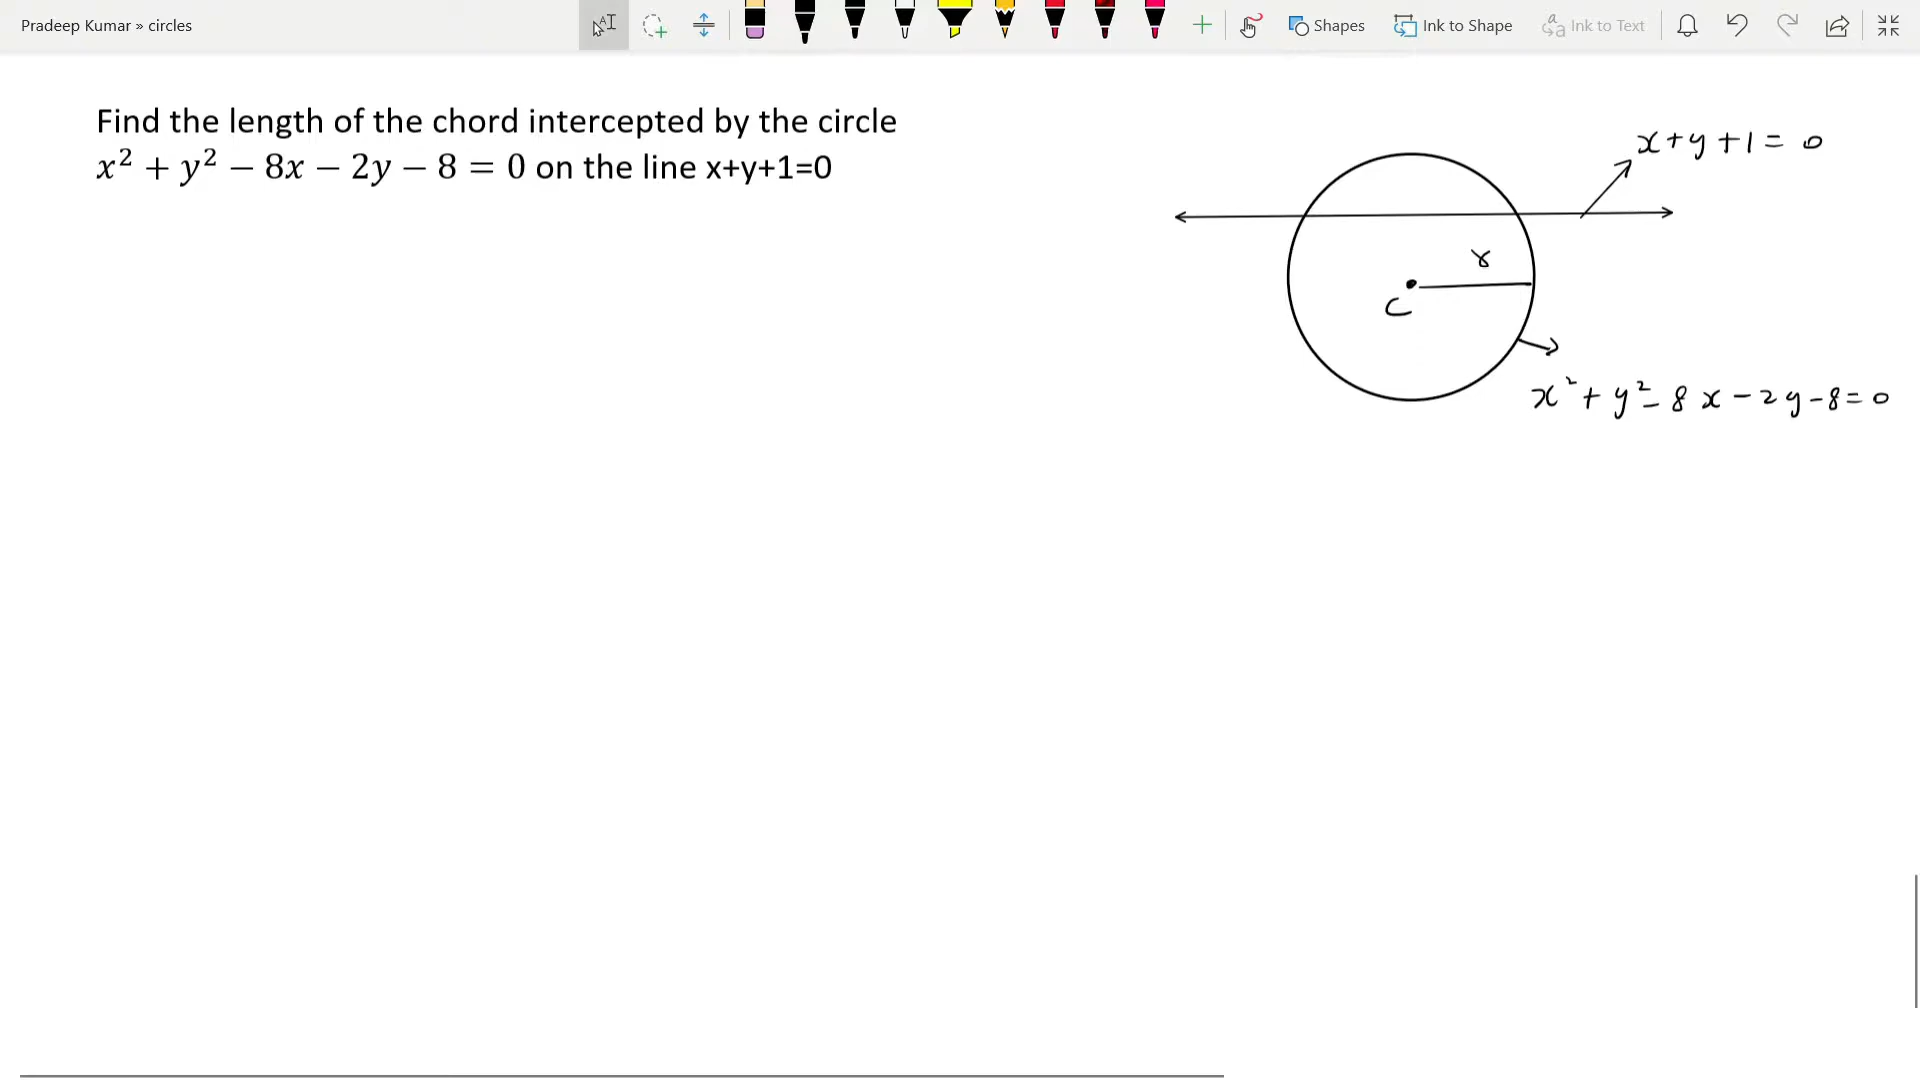 Pradeep Kumar » circles
Shapes
Ink to Shape
Ink to Text
Find the length of the chord intercepted by the circle
x² + y² − 8x − 2y − 8 = 0 on the line x+y+1=0
x+y+1=0
r
C
x²+y²-8x-2y-8=0